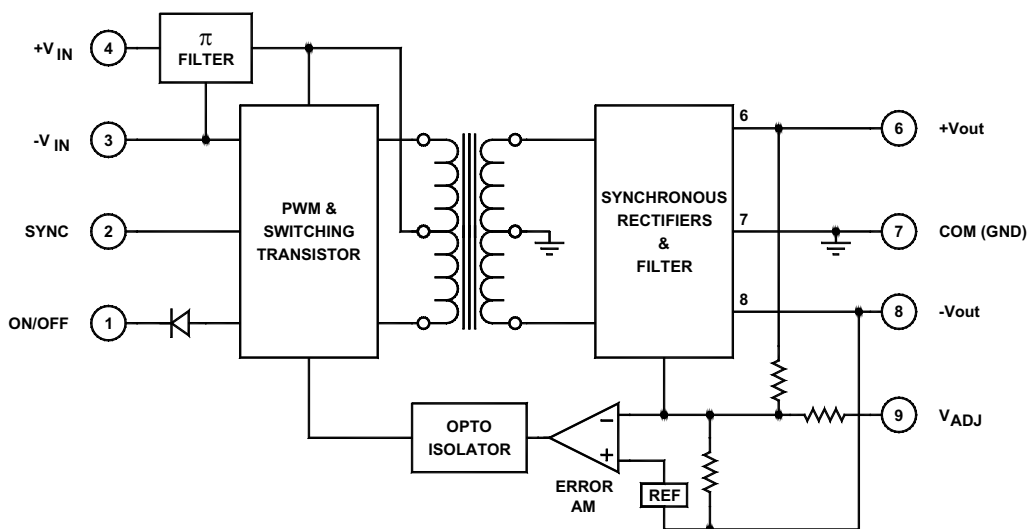 +V IN
4
π
FILTER
-V IN
3
SYNC
2
ON/OFF
1
PWM &
SWITCHING
TRANSISTOR
SYNCHRONOUS
RECTIFIERS
&
FILTER
6
6
+Vout
7
7
COM (GND)
8
8
-Vout
9
V ADJ
OPTO
ISOLATOR
−
+
ERROR
AM
REF